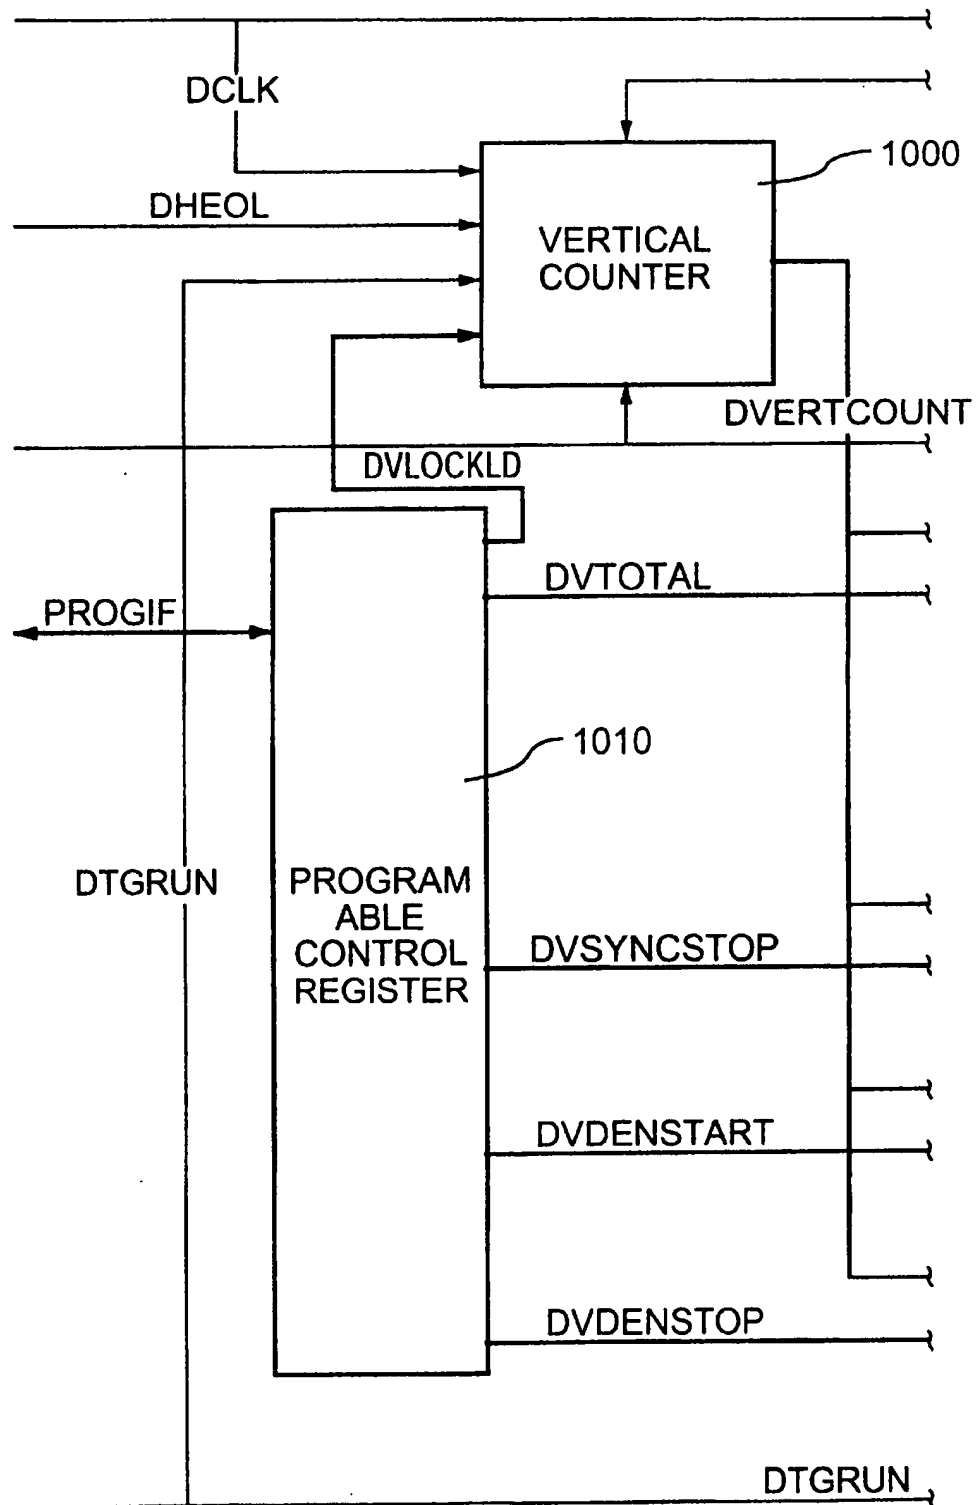 DCLK
1000
DHEOL
VERTICAL
COUNTER
DVERTCOUNT
DVLOCKLD
DVTOTAL
PROGIF
1010
DTGRUN
PROGRAM
ABLE
CONTROL
REGISTER
DVSYNCSTOP
DVDENSTART
DVDENSTOP
DTGRUN